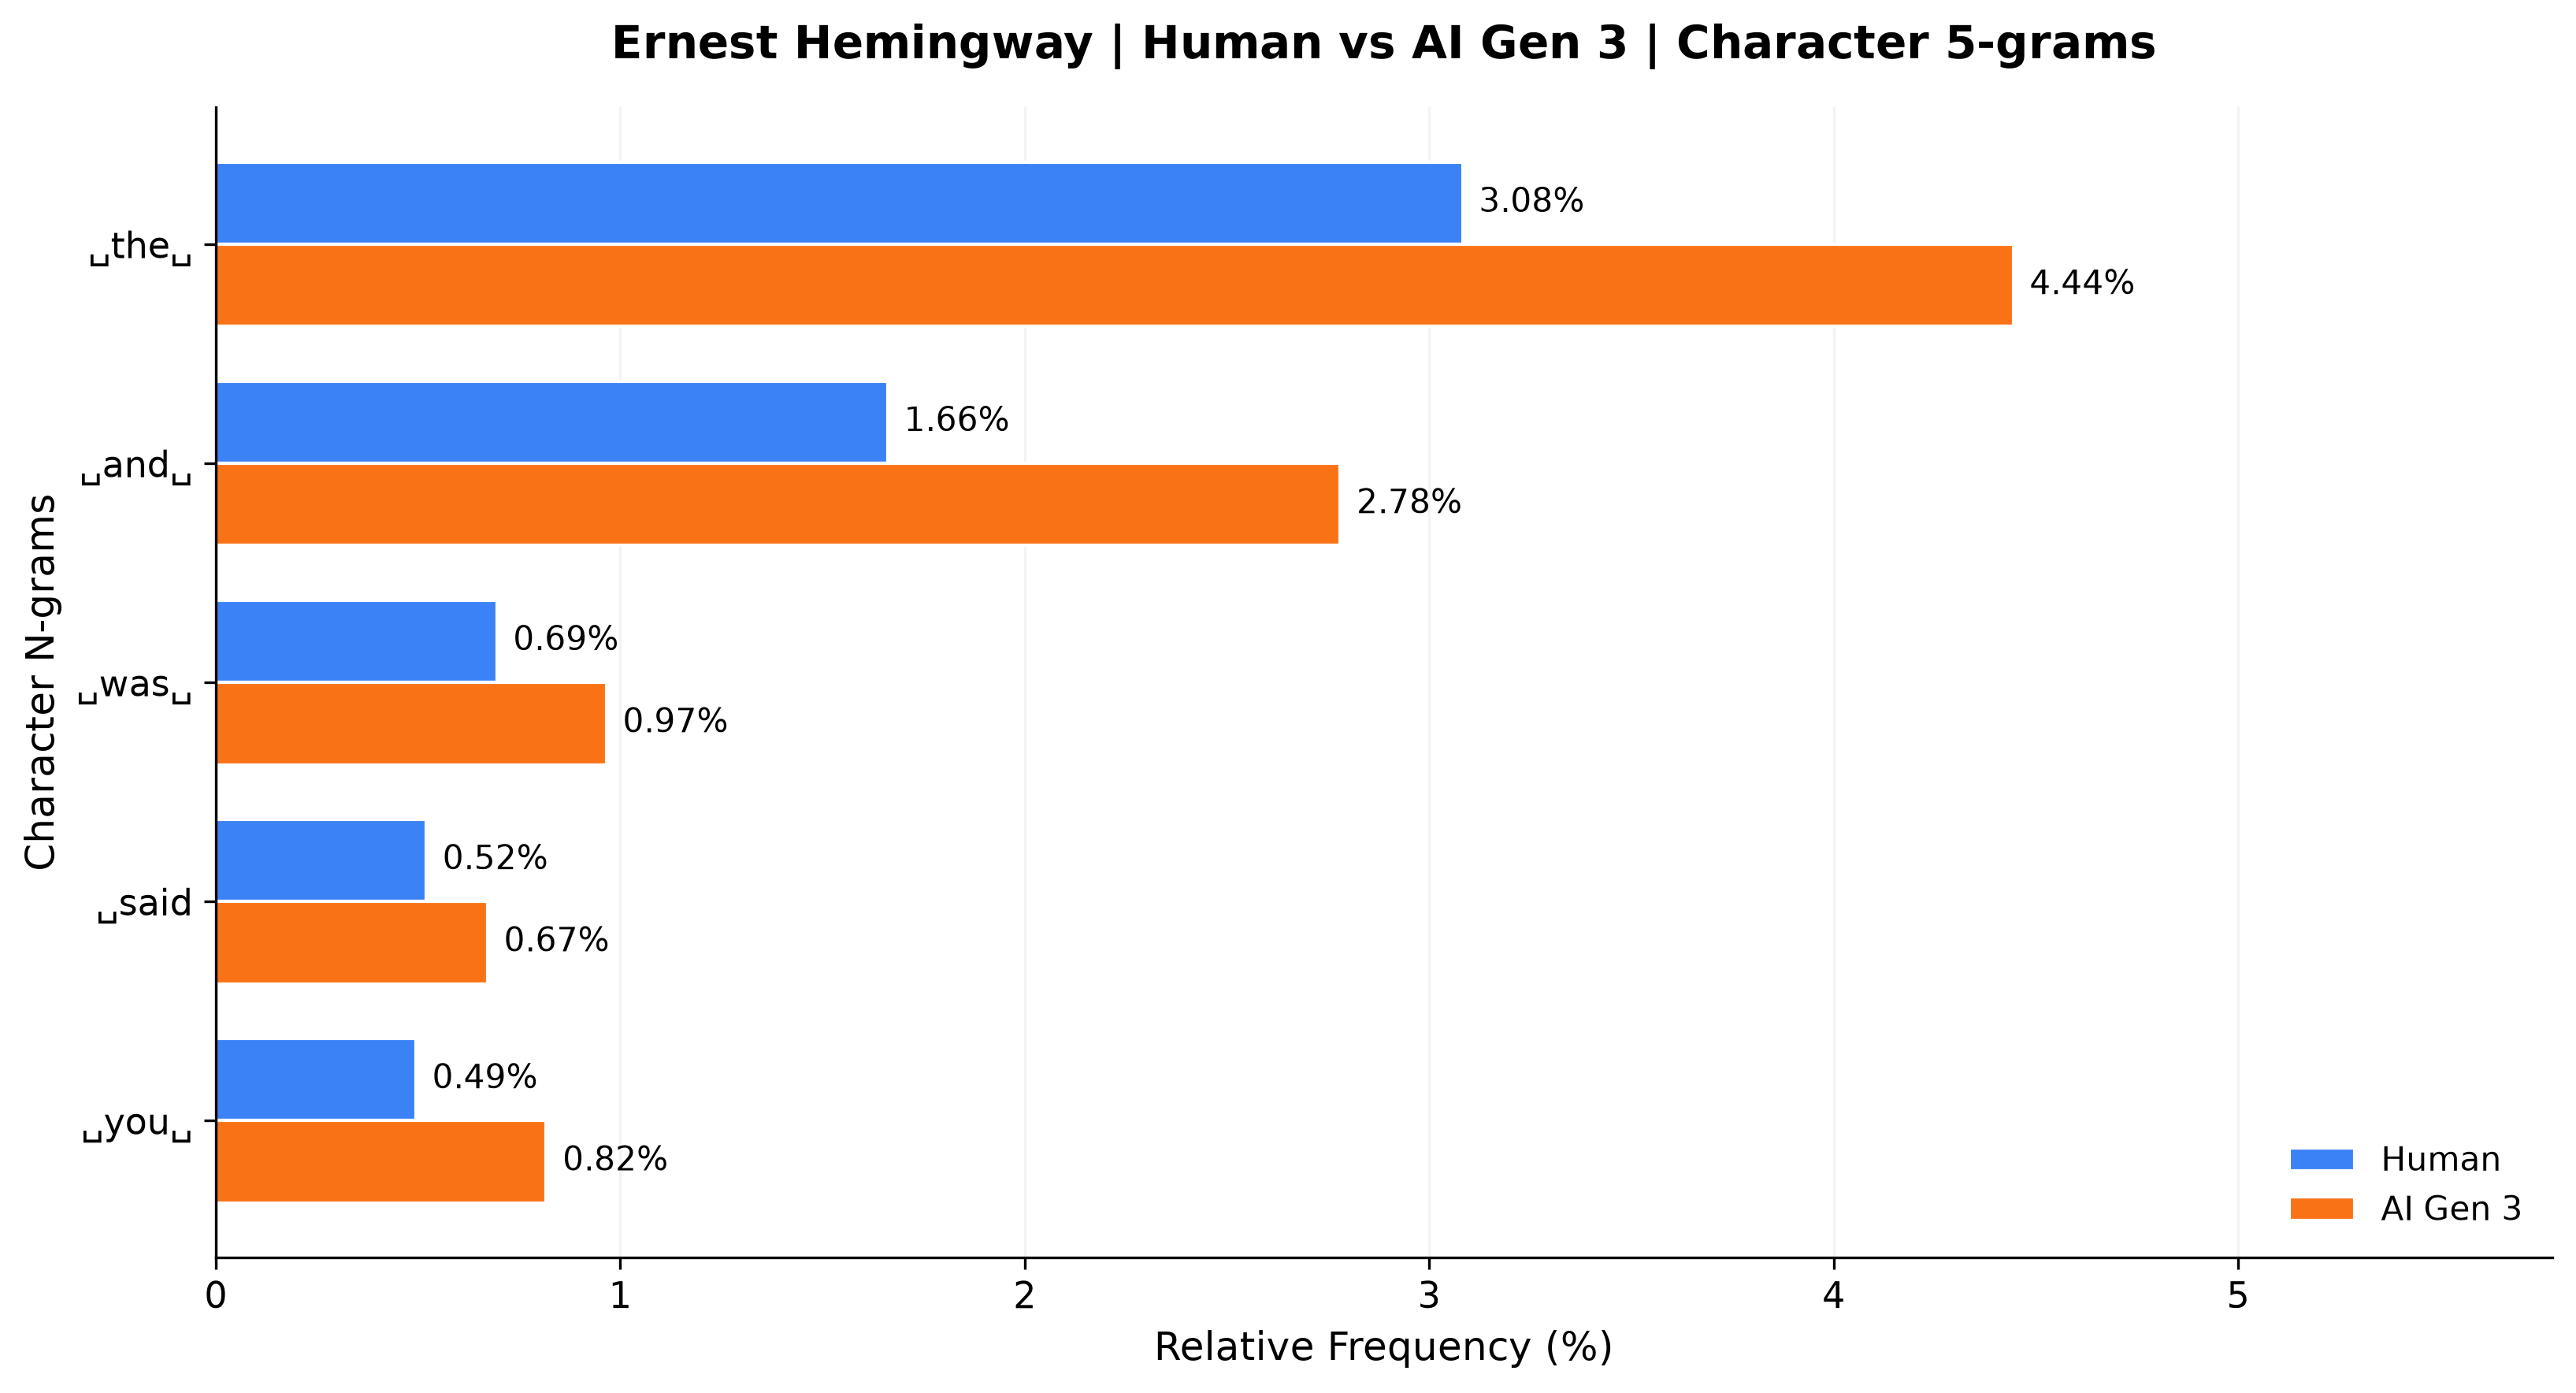 Ernest Hemingway | Human vs AI Gen 3 | Character 5-grams
Character N-grams
␣the␣
3.08%
4.44%
␣and␣
1.66%
2.78%
␣was␣
0.69%
0.97%
␣said
0.52%
0.67%
␣you␣
0.49%
0.82%
Human
AI Gen 3
0 1 2 3 4 5
Relative Frequency (%)